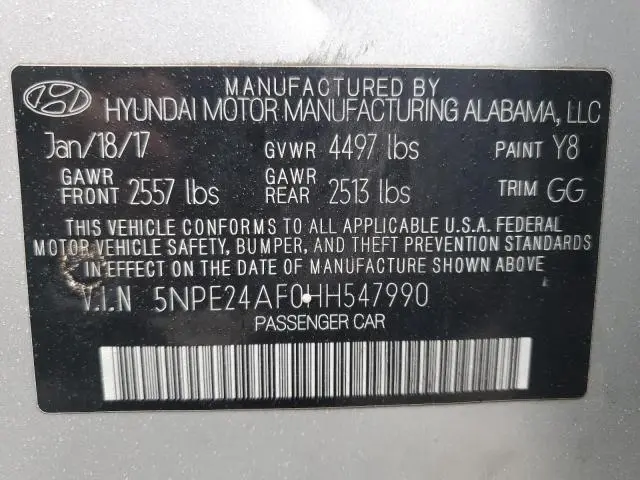 MANUFACTURED BY
HYUNDAI MOTOR MANUFACTURING ALABAMA, LLC
Jan/18/17 GVWR 4497 lbs PAINT Y8
GAWR FRONT 2557 lbs GAWR REAR 2513 lbs TRIM GG
THIS VEHICLE CONFORMS TO ALL APPLICABLE U.S.A. FEDERAL
MOTOR VEHICLE SAFETY, BUMPER, AND THEFT PREVENTION STANDARDS
IN EFFECT ON THE DATE OF MANUFACTURE SHOWN ABOVE
V.I.N 5NPE24AF0HH547990
PASSENGER CAR